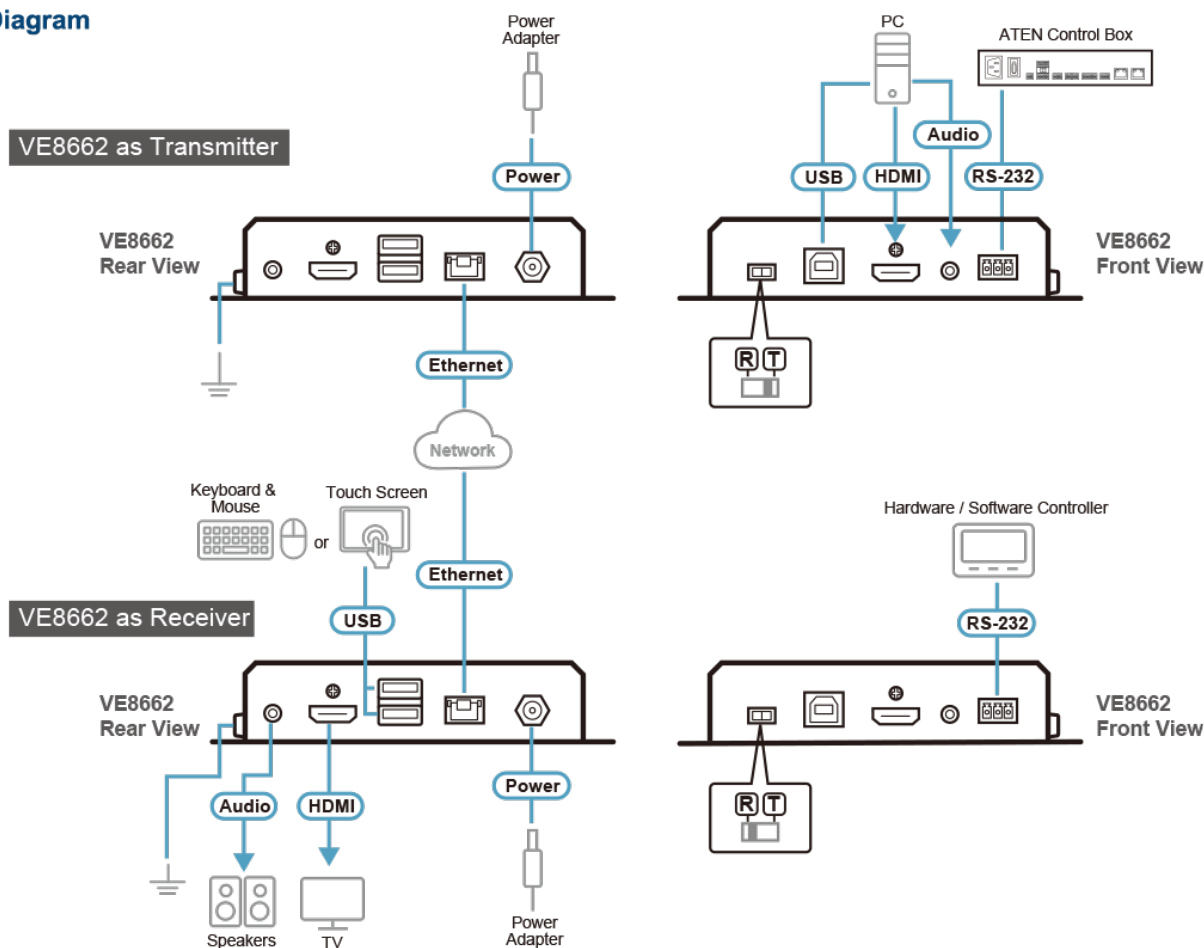 Diagram
Power
Adapter
PC
ATEN Control Box
VE8662 as Transmitter
Power
USB
HDMI
Audio
RS-232
VE8662
Rear View
VE8662
Front View
R T
Ethernet
Network
Keyboard &
Mouse
or
Touch Screen
Hardware / Software Controller
Ethernet
VE8662 as Receiver
USB
RS-232
VE8662
Rear View
VE8662
Front View
Audio
HDMI
Power
R T
Speakers
TV
Power
Adapter